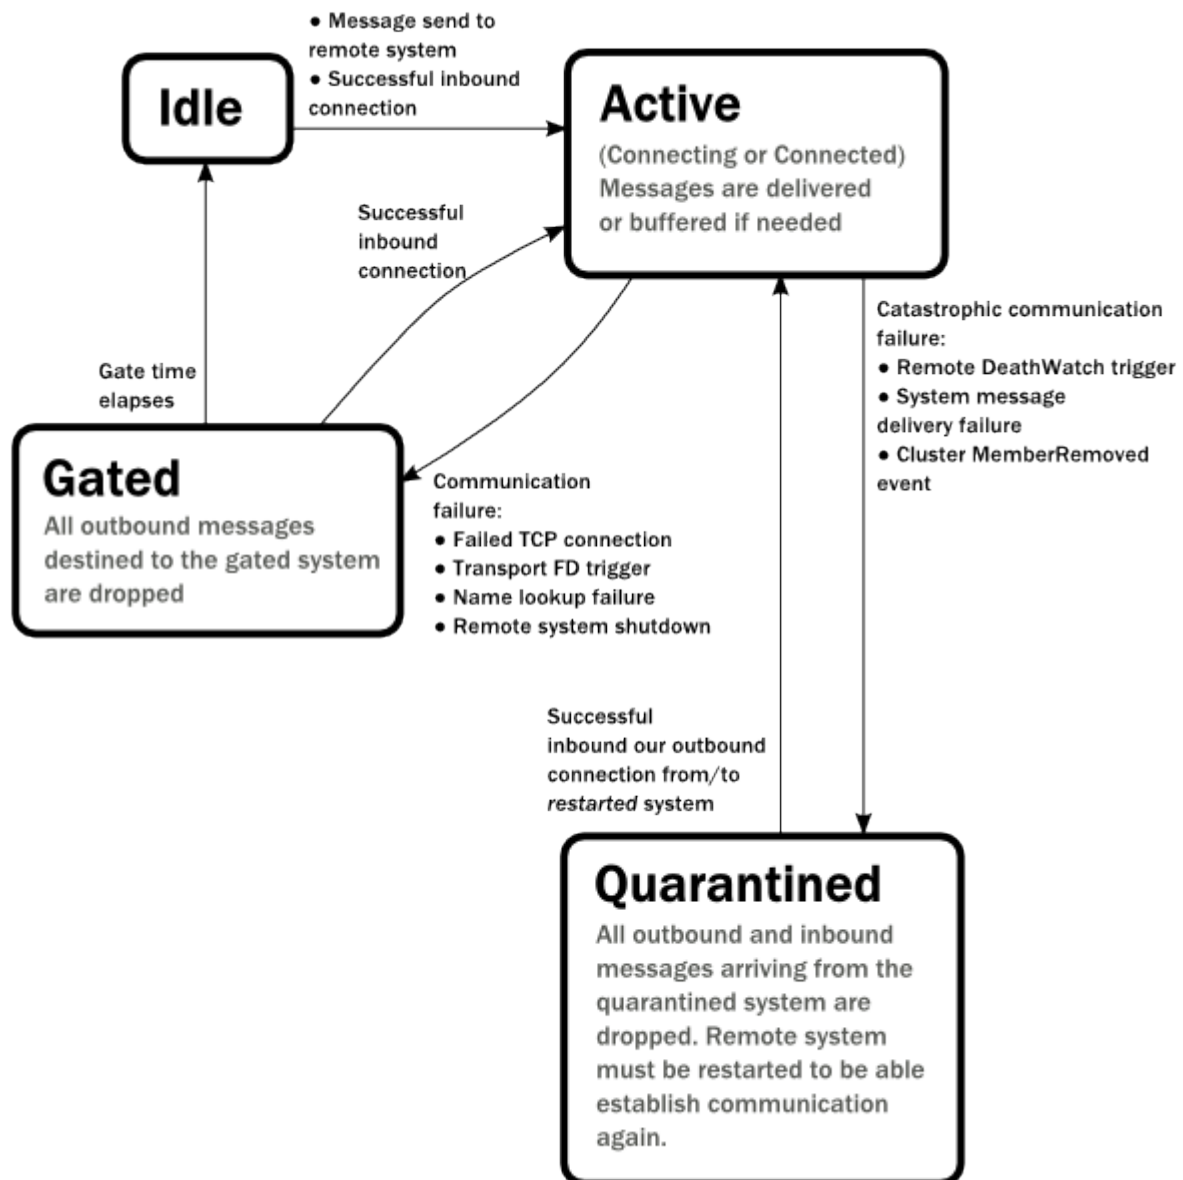 ● Message send to
remote system
● Successful inbound
connection
Idle
Active
(Connecting or Connected)
Messages are delivered
or buffered if needed
Successful
inbound
connection
Gate time
elapses
Catastrophic communication
failure:
● Remote DeathWatch trigger
● System message
delivery failure
● Cluster MemberRemoved
event
Gated
All outbound messages
destined to the gated system
are dropped
Communication
failure:
● Failed TCP connection
● Transport FD trigger
● Name lookup failure
● Remote system shutdown
Successful
inbound our outbound
connection from/to
restarted system
Quarantined
All outbound and inbound
messages arriving from the
quarantined system are
dropped. Remote system
must be restarted to be able
establish communication
again.